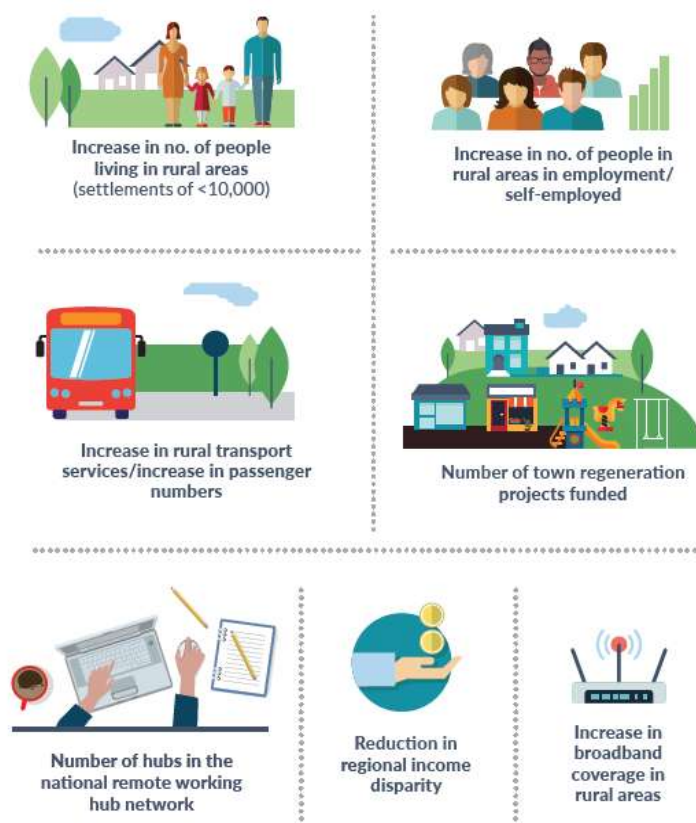 Increase in no. of people
living in rural areas
(settlements of <10,000)
Increase in no. of people in
rural areas in employment/
self-employed
Increase in rural transport
services/increase in passenger
numbers
Number of town regeneration
projects funded
Number of hubs in the
national remote working
hub network
Reduction in
regional income
disparity
Increase in
broadband
coverage in
rural areas